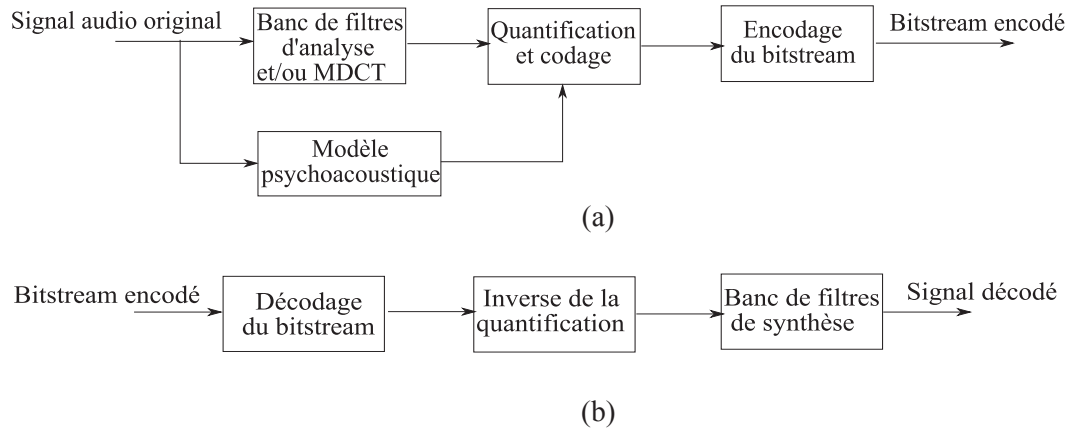 Signal audio original
Banc de filtres
d'analyse
et/ou MDCT
Quantification
et codage
Encodage
du bitstream
Bitstream encodé
Modèle
psychoacoustique
(a)
Bitstream encodé
Décodage
du bitstream
Inverse de la
quantification
Banc de filtres
de synthèse
Signal décodé
(b)